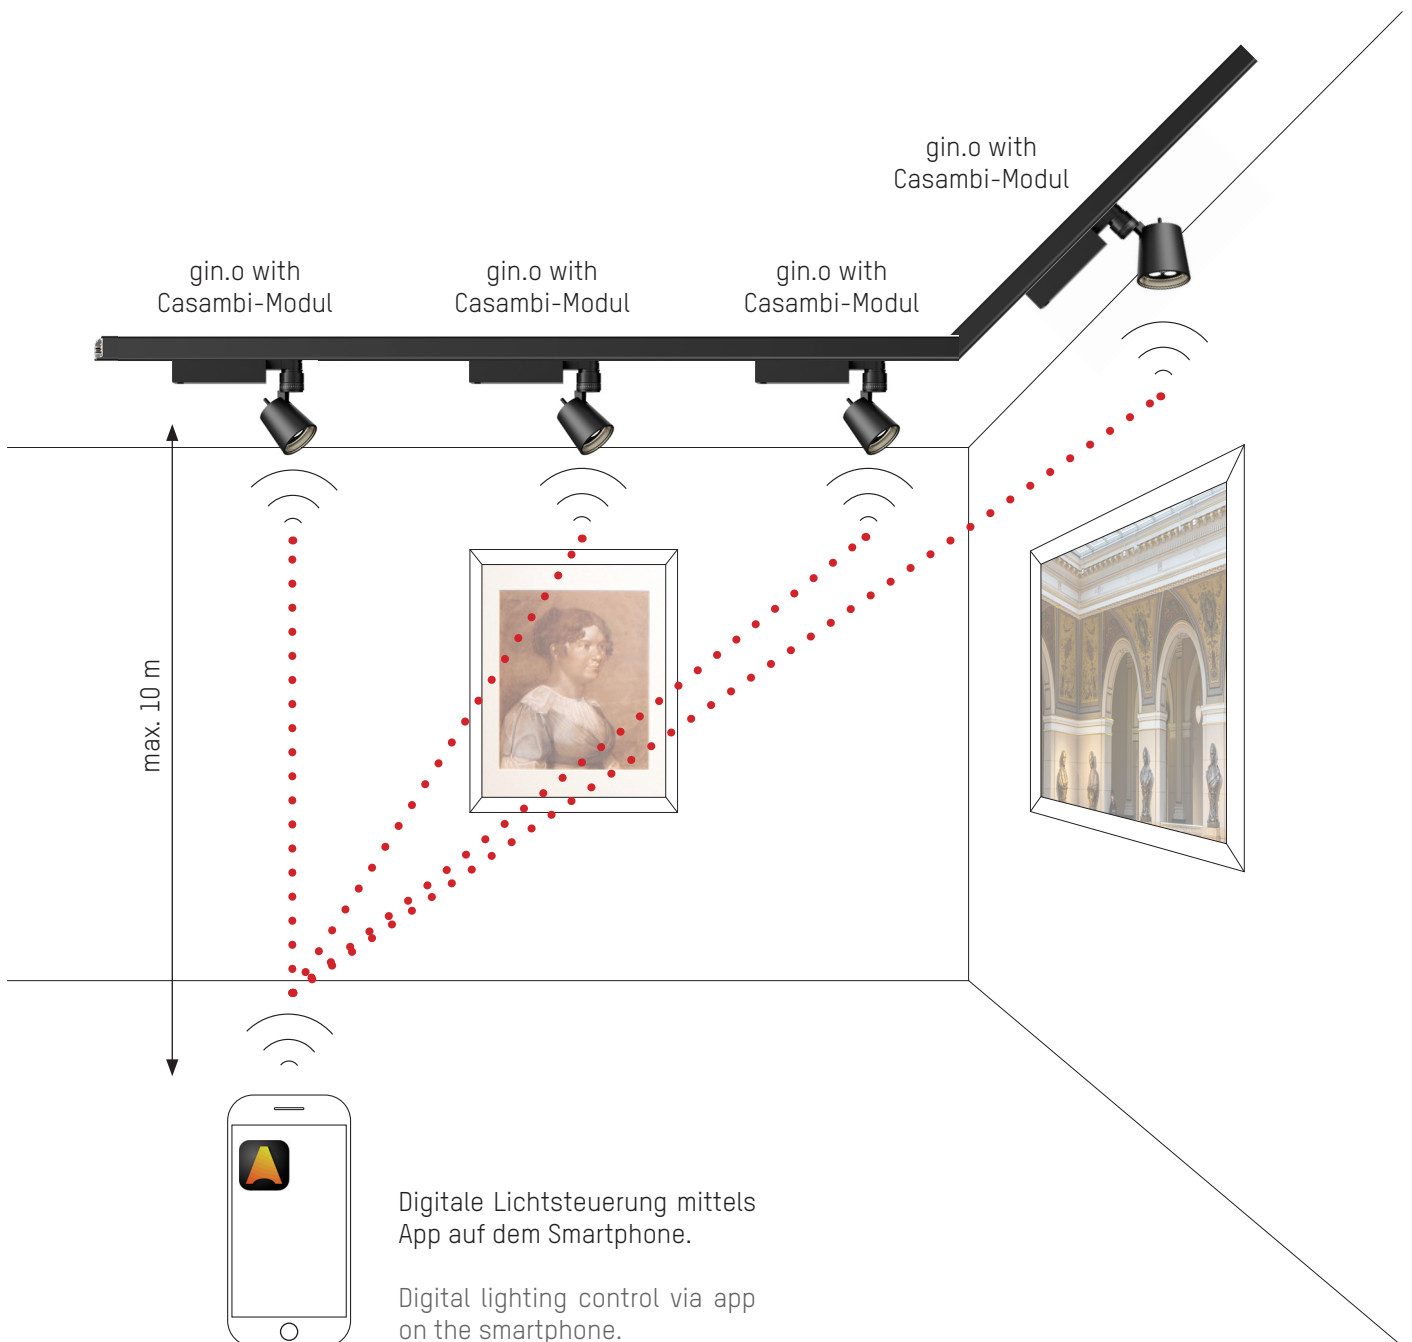 gin.o with
Casambi-Modul
gin.o with
Casambi-Modul
gin.o with
Casambi-Modul
gin.o with
Casambi-Modul
max. 10 m
Digitale Lichtsteuerung mittels
App auf dem Smartphone.
Digital lighting control via app
on the smartphone.